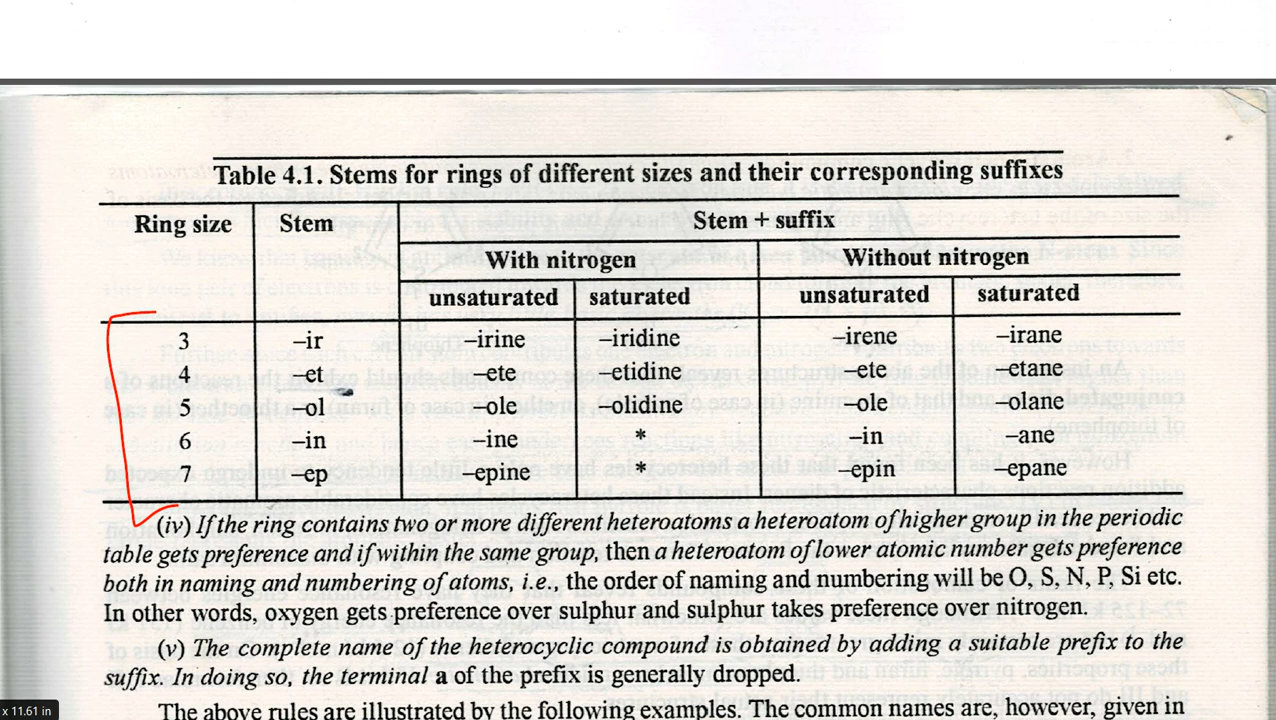 Table 4.1. Stems for rings of different sizes and their corresponding suffixes
Ring size Stem Stem + suffix
With nitrogen Without nitrogen
unsaturated saturated unsaturated saturated
3 –ir –irine –iridine –irene –irane
4 –et –ete –etidine –ete –etane
5 –ol –ole –olidine –ole –olane
6 –in –ine * –in –ane
7 –ep –epine * –epin –epane
(iv) If the ring contains two or more different heteroatoms a heteroatom of higher group in the periodic
table gets preference and if within the same group, then a heteroatom of lower atomic number gets preference
both in naming and numbering of atoms, i.e., the order of naming and numbering will be O, S, N, P, Si etc.
In other words, oxygen gets preference over sulphur and sulphur takes preference over nitrogen.
(v) The complete name of the heterocyclic compound is obtained by adding a suitable prefix to the
suffix. In doing so, the terminal a of the prefix is generally dropped.
The above rules are illustrated by the following examples. The common names are, however, given in
x 11.61 in